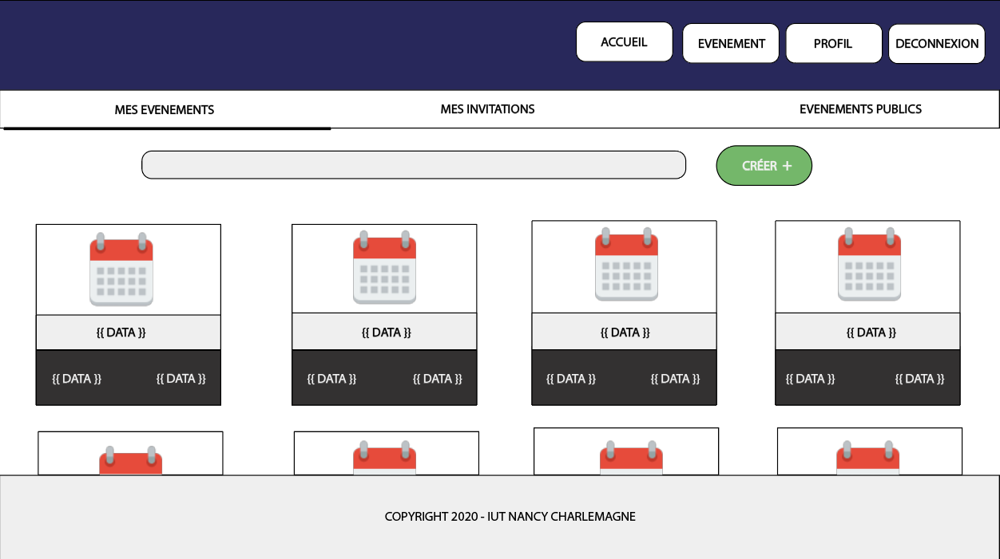 ACCUEIL
EVENEMENT
PROFIL
DECONNEXION
MES EVENEMENTS
MES INVITATIONS
EVENEMENTS PUBLICS
CRÉER +
{{ DATA }}
{{ DATA }}
{{ DATA }}
{{ DATA }}
{{ DATA }} {{ DATA }}
{{ DATA }} {{ DATA }}
{{ DATA }} {{ DATA }}
{{ DATA }} {{ DATA }}
COPYRIGHT 2020 - IUT NANCY CHARLEMAGNE